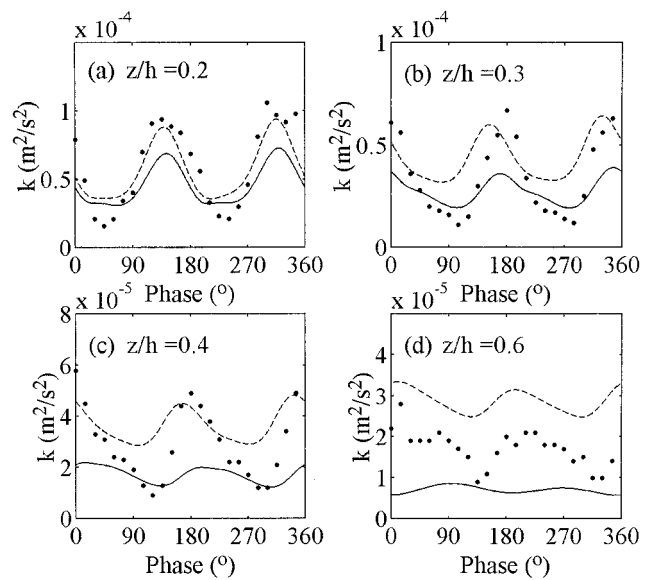 x 10⁻⁴
(a) z/h =0.2
1
0.5
0
k (m²/s²)
0 90 180 270 360
Phase (°)
x 10⁻⁴
1
(b) z/h =0.3
0.5
0
k (m²/s²)
0 90 180 270 360
Phase (°)
x 10⁻⁵
8
(c) z/h =0.4
6
4
2
0
k (m²/s²)
0 90 180 270 360
Phase (°)
x 10⁻⁵
5
(d) z/h =0.6
4
3
2
1
0
k (m²/s²)
0 90 180 270 360
Phase (°)